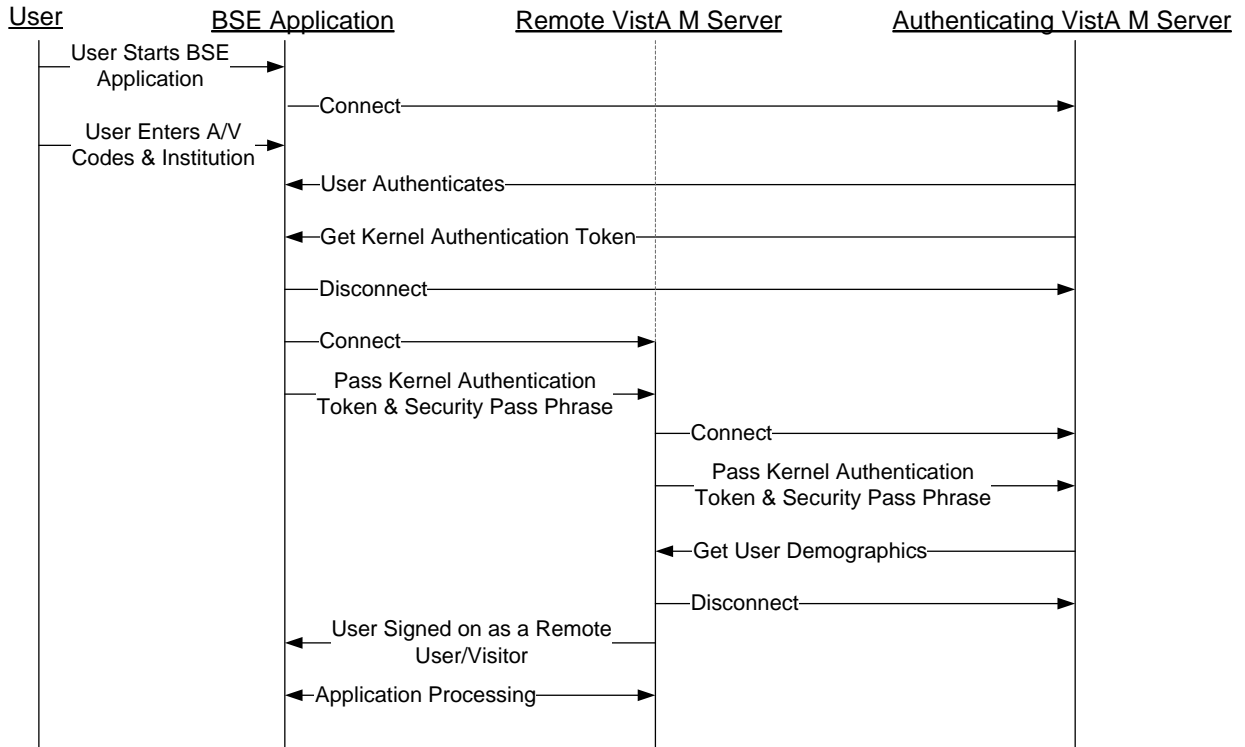 User
BSE Application
Remote VistA M Server
Authenticating VistA M Server
User Starts BSE
Application
Connect
User Enters A/V
Codes & Institution
User Authenticates
Get Kernel Authentication Token
Disconnect
Connect
Pass Kernel Authentication
Token & Security Pass Phrase
Connect
Pass Kernel Authentication
Token & Security Pass Phrase
Get User Demographics
Disconnect
User Signed on as a Remote
User/Visitor
Application Processing